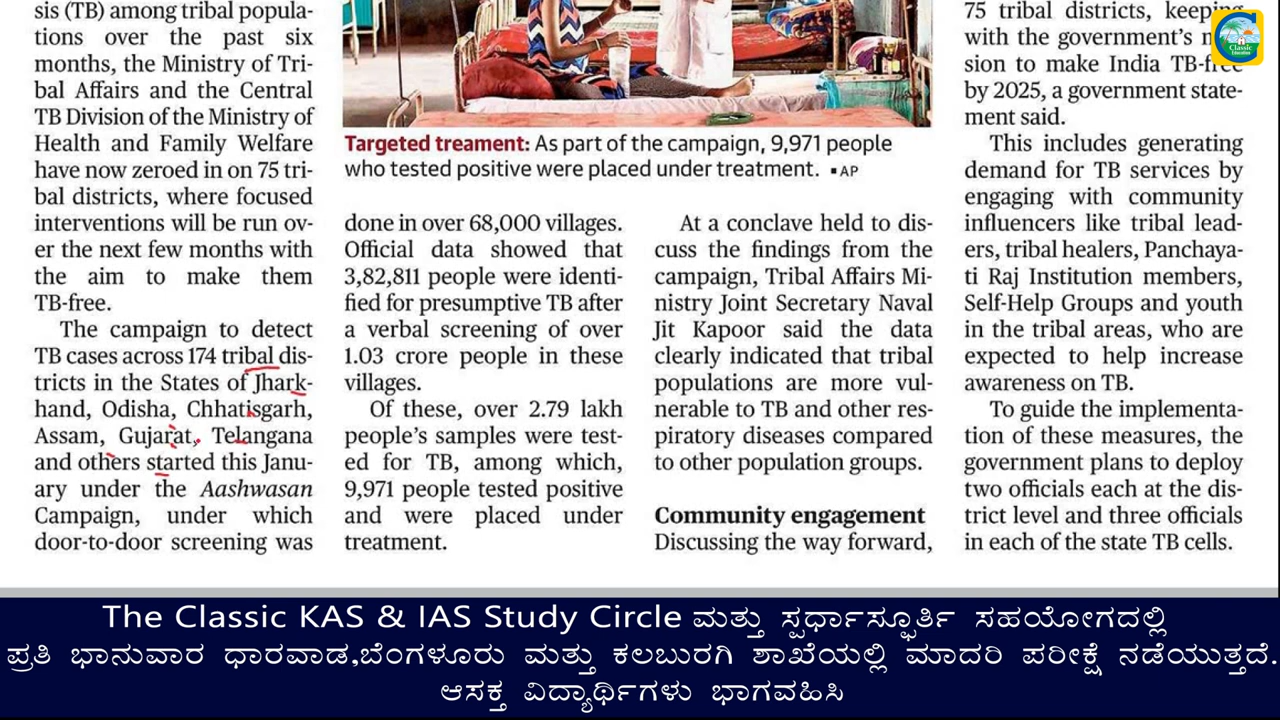 sis (TB) among tribal popula-
tions over the past six
months, the Ministry of Tri-
bal Affairs and the Central
TB Division of the Ministry of
Health and Family Welfare
have now zeroed in on 75 tri-
bal districts, where focused
interventions will be run ov-
er the next few months with
the aim to make them
TB-free.
The campaign to detect
TB cases across 174 tribal dis-
tricts in the States of Jhark-
hand, Odisha, Chhatisgarh,
Assam, Gujarat, Telangana
and others started this Janu-
ary under the Aashwasan
Campaign, under which
door-to-door screening was
Targeted treament: As part of the campaign, 9,971 people
who tested positive were placed under treatment. ▪ AP
done in over 68,000 villages.
Official data showed that
3,82,811 people were identi-
fied for presumptive TB after
a verbal screening of over
1.03 crore people in these
villages.
Of these, over 2.79 lakh
people's samples were test-
ed for TB, among which,
9,971 people tested positive
and were placed under
treatment.
At a conclave held to dis-
cuss the findings from the
campaign, Tribal Affairs Mi-
nistry Joint Secretary Naval
Jit Kapoor said the data
clearly indicated that tribal
populations are more vul-
nerable to TB and other res-
piratory diseases compared
to other population groups.
Community engagement
Discussing the way forward,
75 tribal districts, keeping
with the government's
sion to make India TB-free
by 2025, a government state-
ment said.
This includes generating
demand for TB services by
engaging with community
influencers like tribal lead-
ers, tribal healers, Panchaya-
ti Raj Institution members,
Self-Help Groups and youth
in the tribal areas, who are
expected to help increase
awareness on TB.
To guide the implementa-
tion of these measures, the
government plans to deploy
two officials each at the dis-
trict level and three officials
in each of the state TB cells.
Classic
Education
The Classic KAS & IAS Study Circle ಮತ್ತು ಸ್ಪರ್ಧಾಸ್ಫೂರ್ತಿ ಸಹಯೋಗದಲ್ಲಿ
ಪ್ರತಿ ಭಾನುವಾರ ಧಾರವಾಡ,ಬೆಂಗಳೂರು ಮತ್ತು ಕಲಬುರಗಿ ಶಾಖೆಯಲ್ಲಿ ಮಾದರಿ ಪರೀಕ್ಷೆ ನಡೆಯುತ್ತದೆ.
ಆಸಕ್ತ ವಿದ್ಯಾರ್ಥಿಗಳು ಭಾಗವಹಿಸಿ